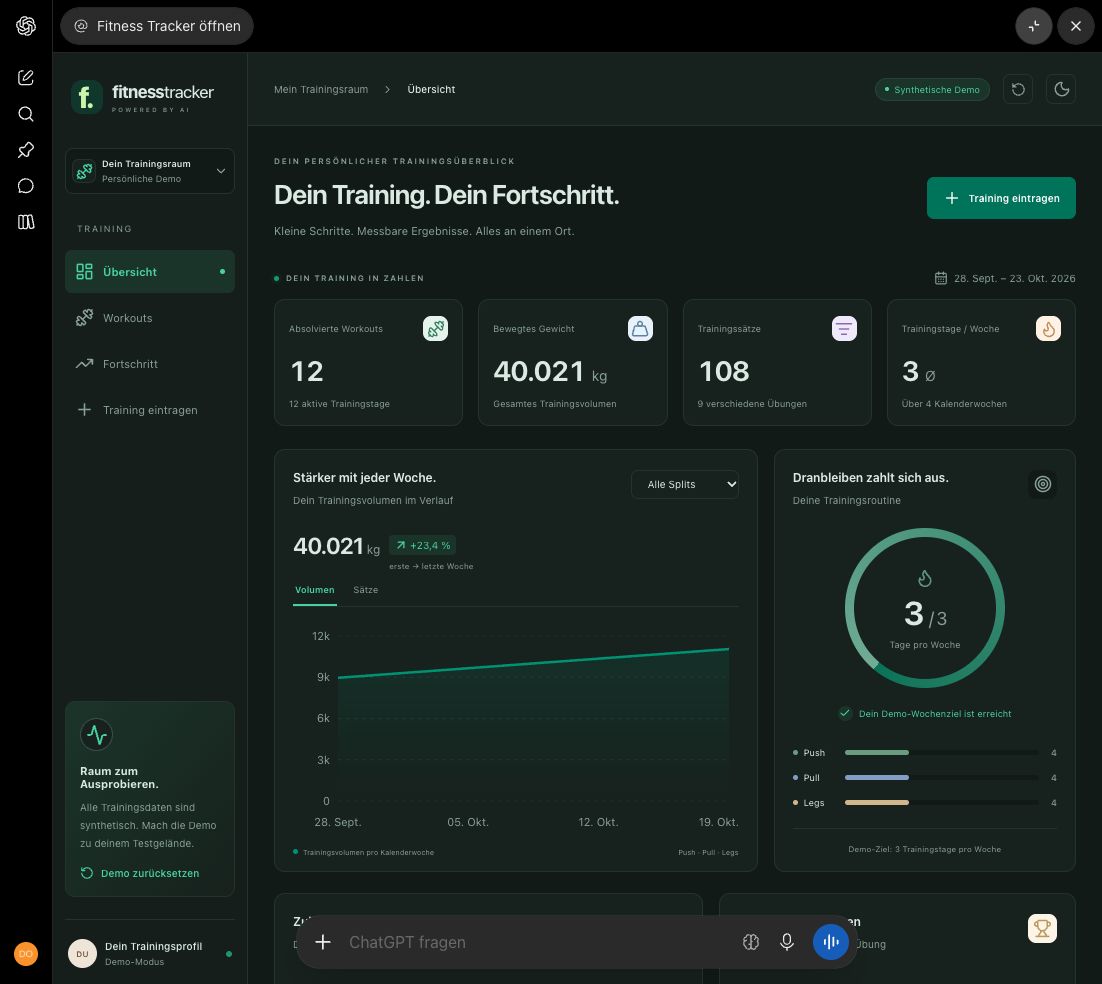 Fitness Tracker öffnen
f.
fitnesstracker
POWERED BY AI
Dein Trainingsraum
Persönliche Demo
TRAINING
Übersicht
Workouts
Fortschritt
Training eintragen
Raum zum
Ausprobieren.
Alle Trainingsdaten sind
synthetisch. Mach die Demo
zu deinem Testgelände.
Demo zurücksetzen
DU
Dein Trainingsprofil
Demo-Modus
DO
Mein Trainingsraum
Übersicht
Synthetische Demo
DEIN PERSÖNLICHER TRAININGSÜBERBLICK
Dein Training. Dein Fortschritt.
Kleine Schritte. Messbare Ergebnisse. Alles an einem Ort.
Training eintragen
DEIN TRAINING IN ZAHLEN
28. Sept. – 23. Okt. 2026
Absolvierte Workouts
12
12 aktive Trainingstage
Bewegtes Gewicht
40.021 kg
Gesamtes Trainingsvolumen
Trainingssätze
108
9 verschiedene Übungen
Trainingstage / Woche
3 Ø
Über 4 Kalenderwochen
Stärker mit jeder Woche.
Dein Trainingsvolumen im Verlauf
Alle Splits
40.021 kg
+23,4 %
erste → letzte Woche
Volumen
Sätze
12k
9k
6k
3k
0
28. Sept.
05. Okt.
12. Okt.
19. Okt.
Trainingsvolumen pro Kalenderwoche
Push · Pull · Legs
Dranbleiben zahlt sich aus.
Deine Trainingsroutine
3 /3
Tage pro Woche
Dein Demo-Wochenziel ist erreicht
Push 4
Pull 4
Legs 4
Demo-Ziel: 3 Trainingstage pro Woche
ChatGPT fragen